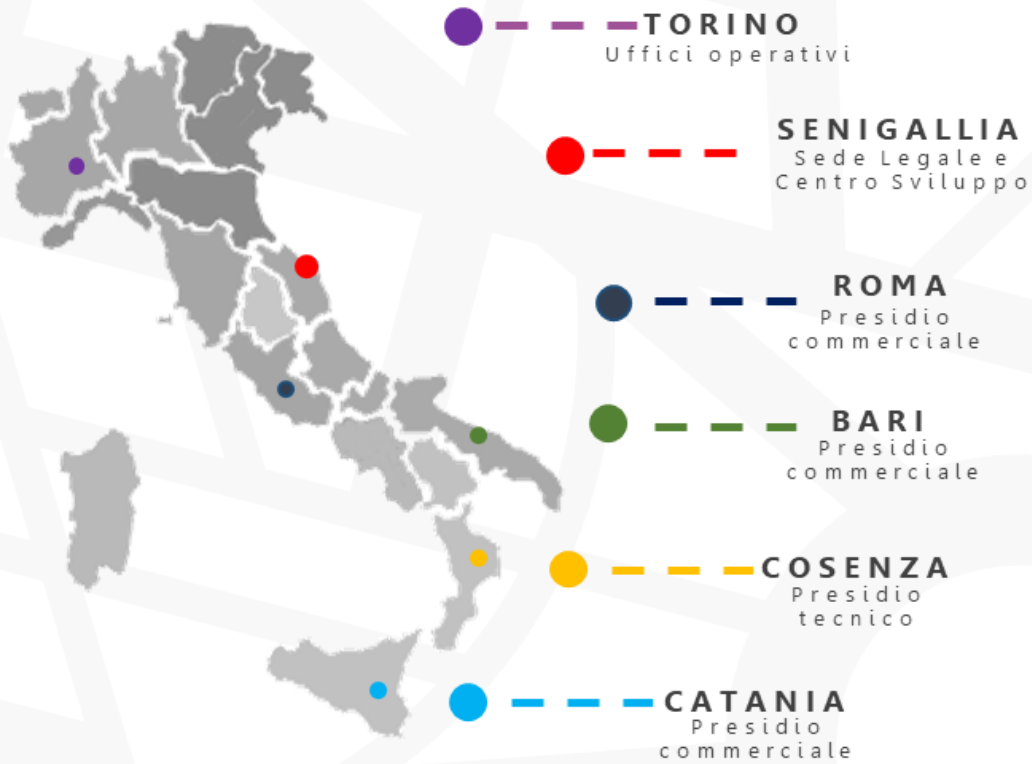 TORINO
Uffici operativi
SENIGALLIA
Sede Legale e
Centro Sviluppo
ROMA
Presidio
commerciale
BARI
Presidio
commerciale
COSENZA
Presidio
tecnico
CATANIA
Presidio
commerciale